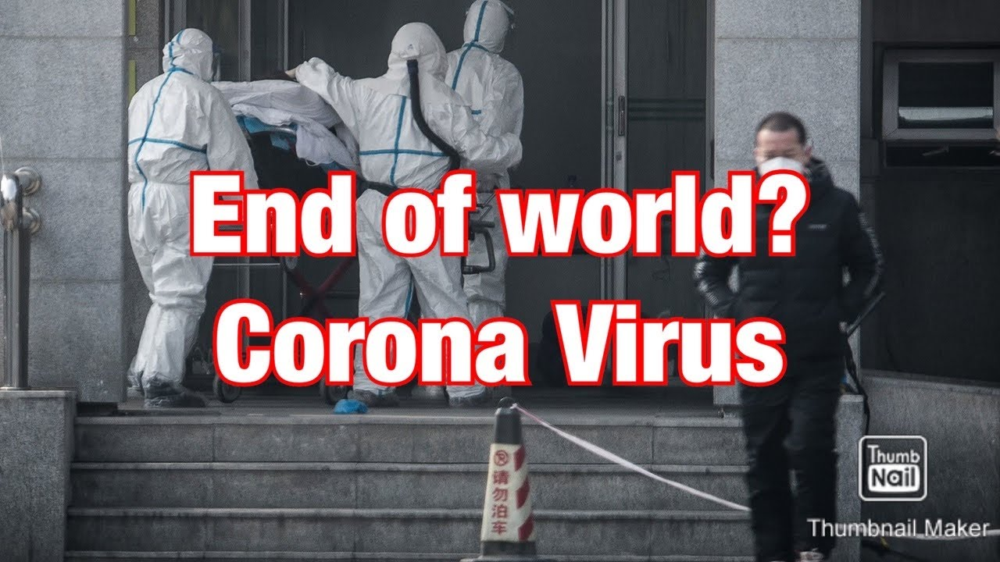 End of world?
Corona Virus
请勿泊车
Thumb
Nail
Thumbnail Maker